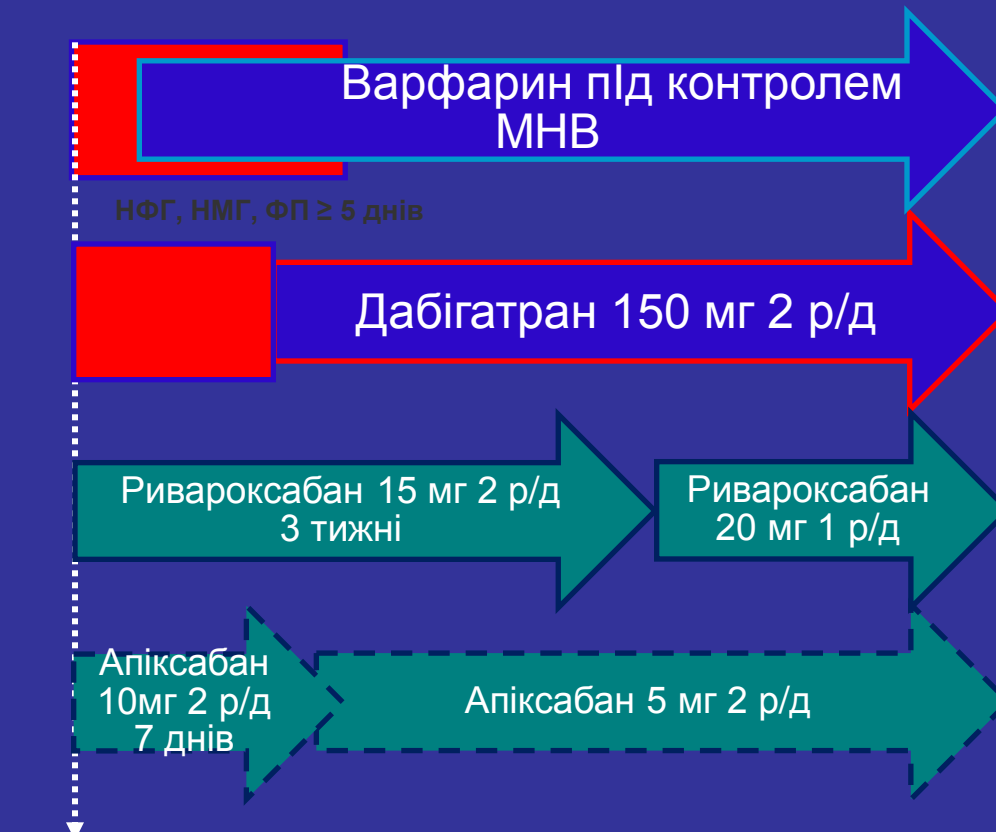 Варфарин пІд контролем
МНВ
НФГ, НМГ, ФП ≥ 5 днів
Дабігатран 150 мг 2 р/д
Ривароксабан 15 мг 2 р/д
3 тижні
Ривароксабан
20 мг 1 р/д
Апіксабан
10мг 2 р/д
7 днів
Апіксабан 5 мг 2 р/д